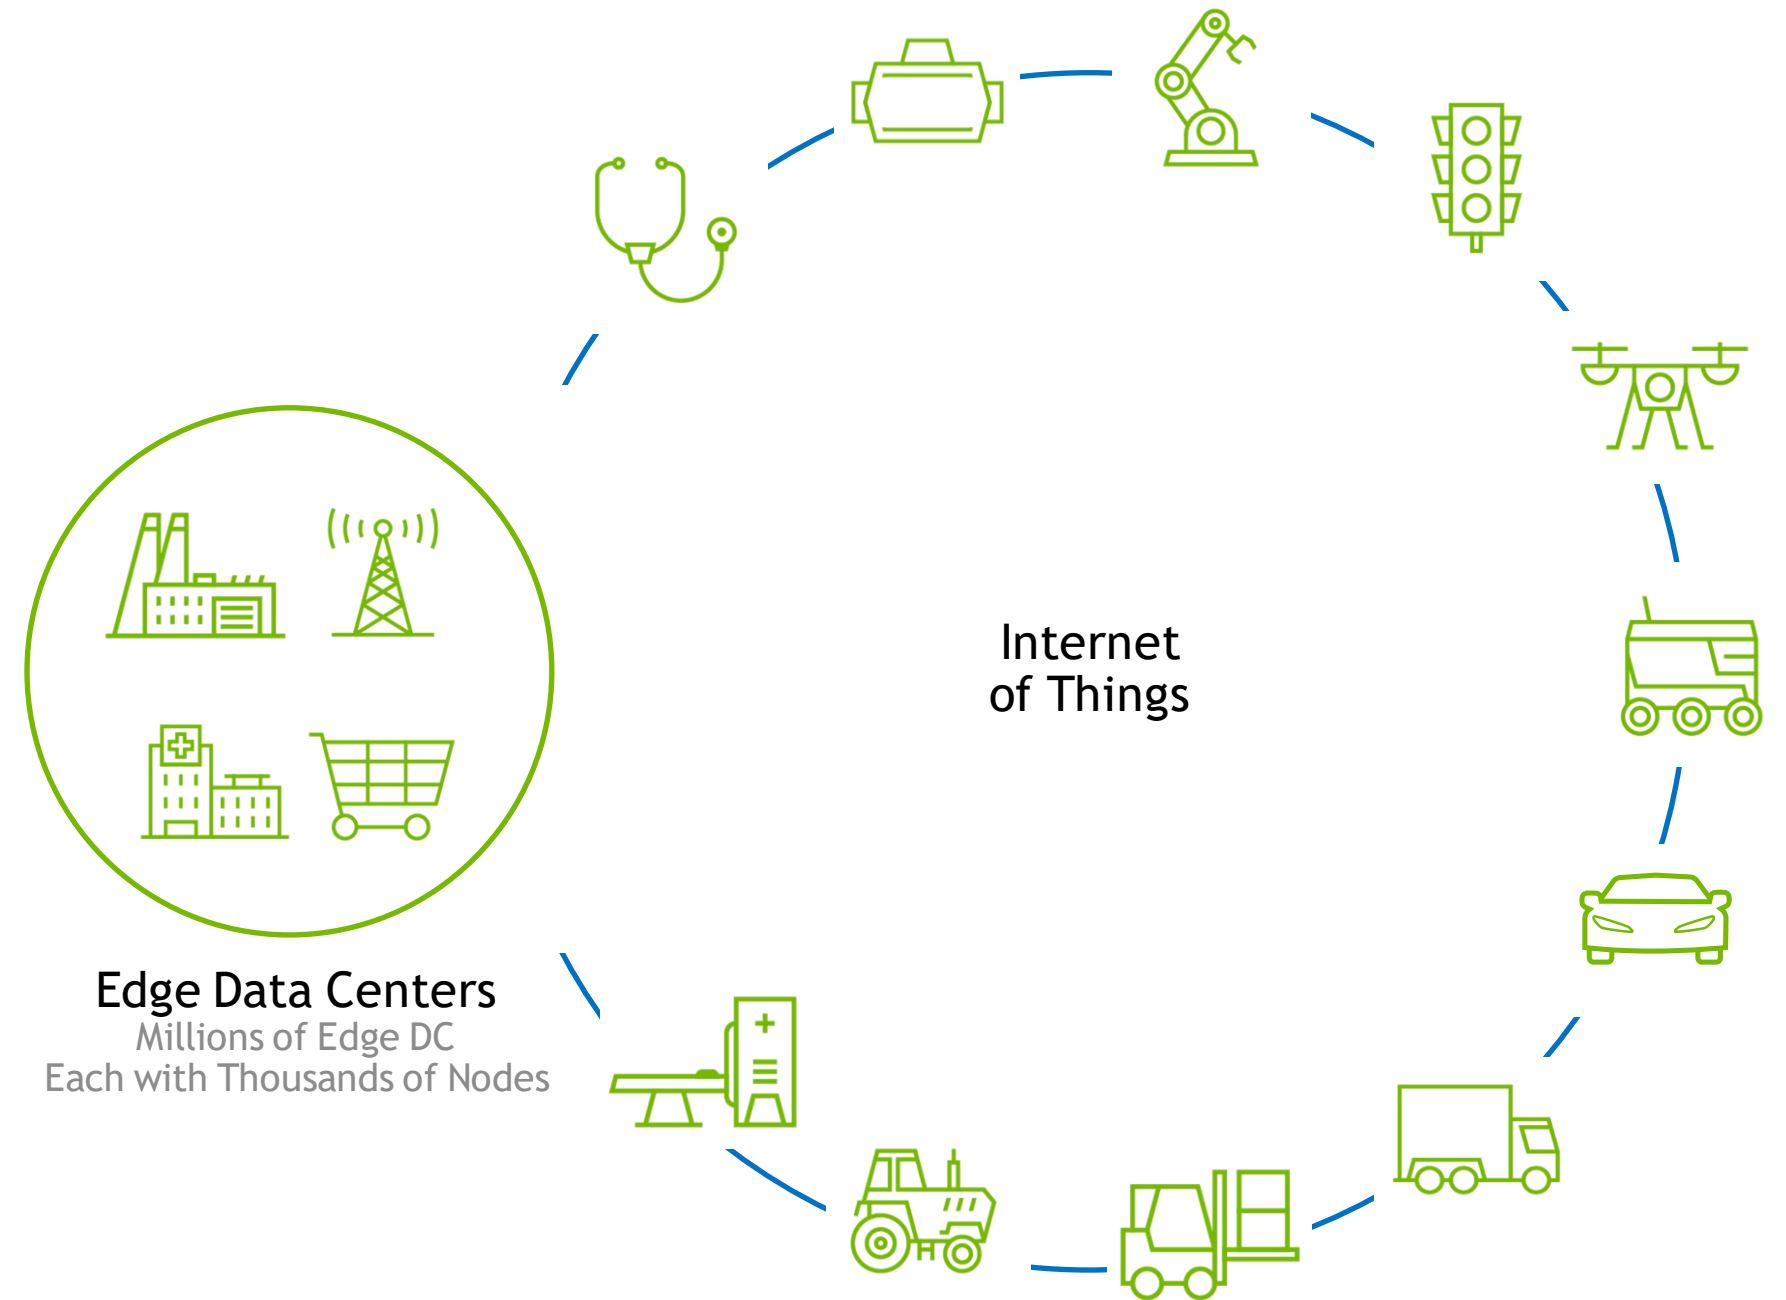 Internet
of Things
Edge Data Centers
Millions of Edge DC
Each with Thousands of Nodes